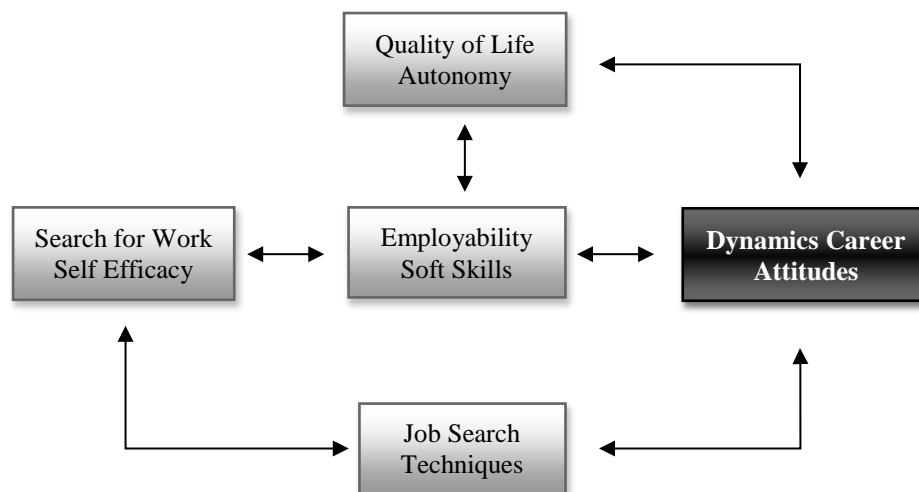 Quality of Life
Autonomy
Search for Work
Self Efficacy
Employability
Soft Skills
Dynamics Career
Attitudes
Job Search
Techniques